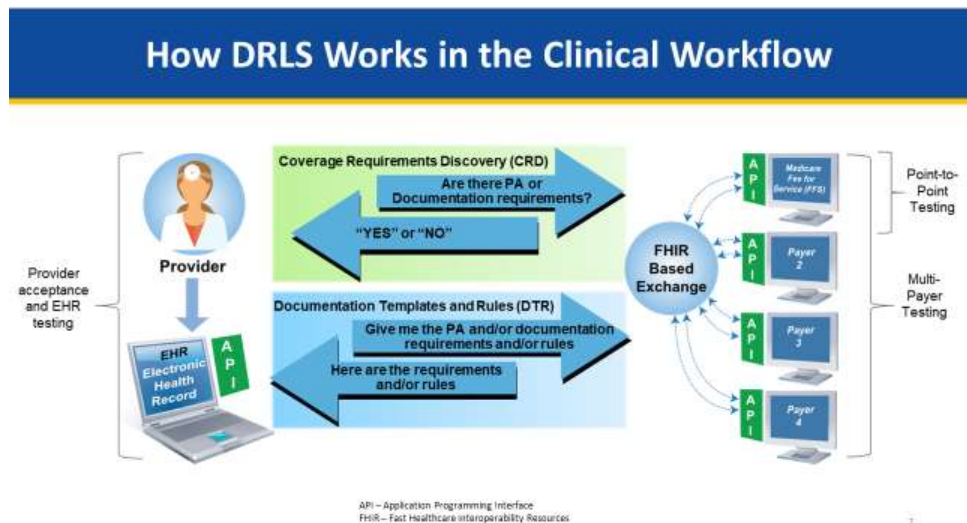 How DRLS Works in the Clinical Workflow
Provider
acceptance
and EHR
testing
Provider
EHR
Electronic
Health
Record
API
Coverage Requirements Discovery (CRD)
Are there PA or
Documentation requirements?
“YES” or “NO”
Documentation Templates and Rules (DTR)
Give me the PA and/or documentation
requirements and/or rules
Here are the requirements
and/or rules
FHIR
Based
Exchange
API
Medicare
Fee for
Service (FFS)
API
Payer
2
API
Payer
3
API
Payer
4
Point-to-
Point
Testing
Multi-
Payer
Testing
API – Application Programming Interface
FHIR – Fast Healthcare Interoperability Resources